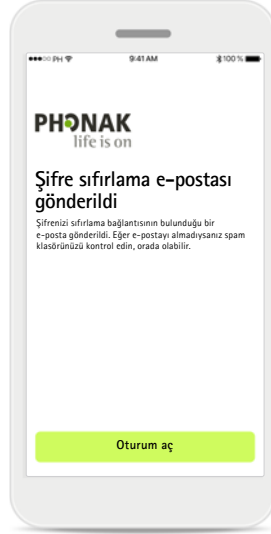 PH 9:41 AM 100 %
PHONAK
life is on
Şifre sıfırlama e-postası
gönderildi
Şifrenizi sıfırlama bağlantısının bulunduğu bir
e-posta gönderildi. Eğer e-postayı almadıysanız spam
klasörünüzü kontrol edin, orada olabilir.
Oturum aç